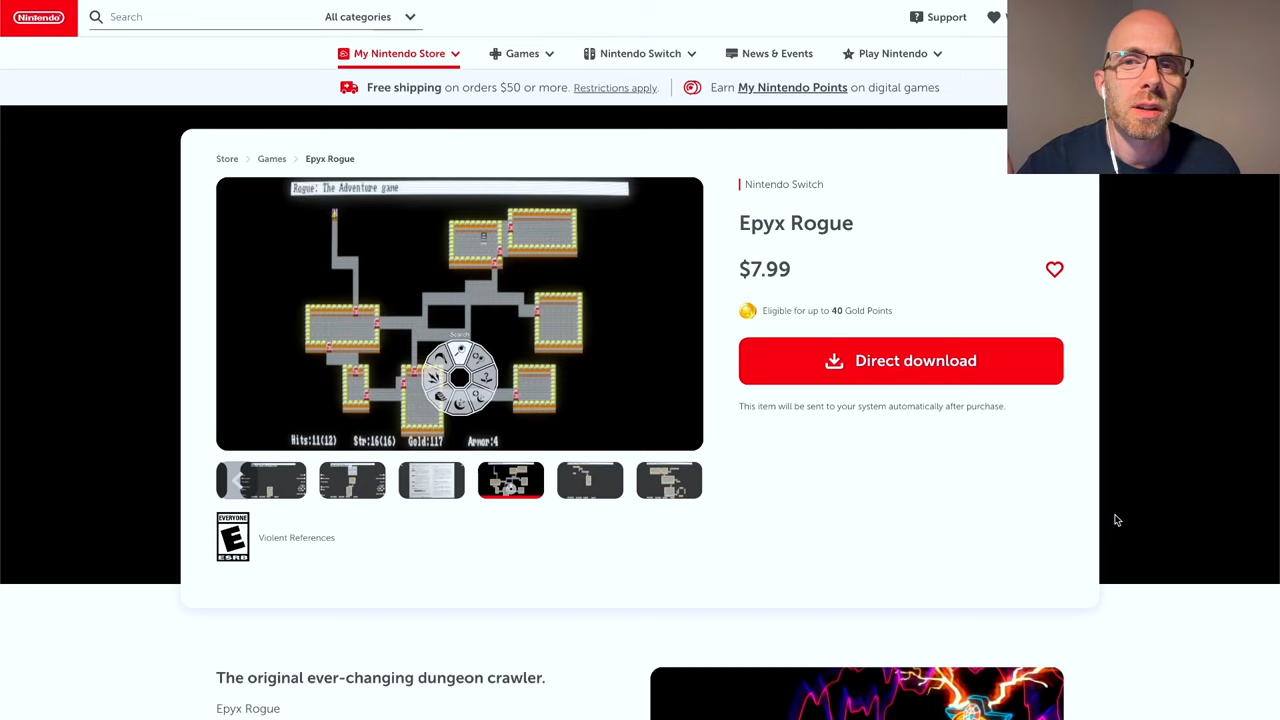 Nintendo
Search
All categories
Support
My Nintendo Store
Games
Nintendo Switch
News & Events
Play Nintendo
Free shipping on orders $50 or more. Restrictions apply.
Earn My Nintendo Points on digital games
Store
Games
Epyx Rogue
Nintendo Switch
Rogue: The Adventure game
Search
Hits:11(12) Str:16(16) Gold:117 Armor:4
Epyx Rogue
$7.99
Eligible for up to 40 Gold Points
Direct download
This item will be sent to your system automatically after purchase.
EVERYONE
E
ESRB
Violent References
The original ever-changing dungeon crawler.
Epyx Rogue